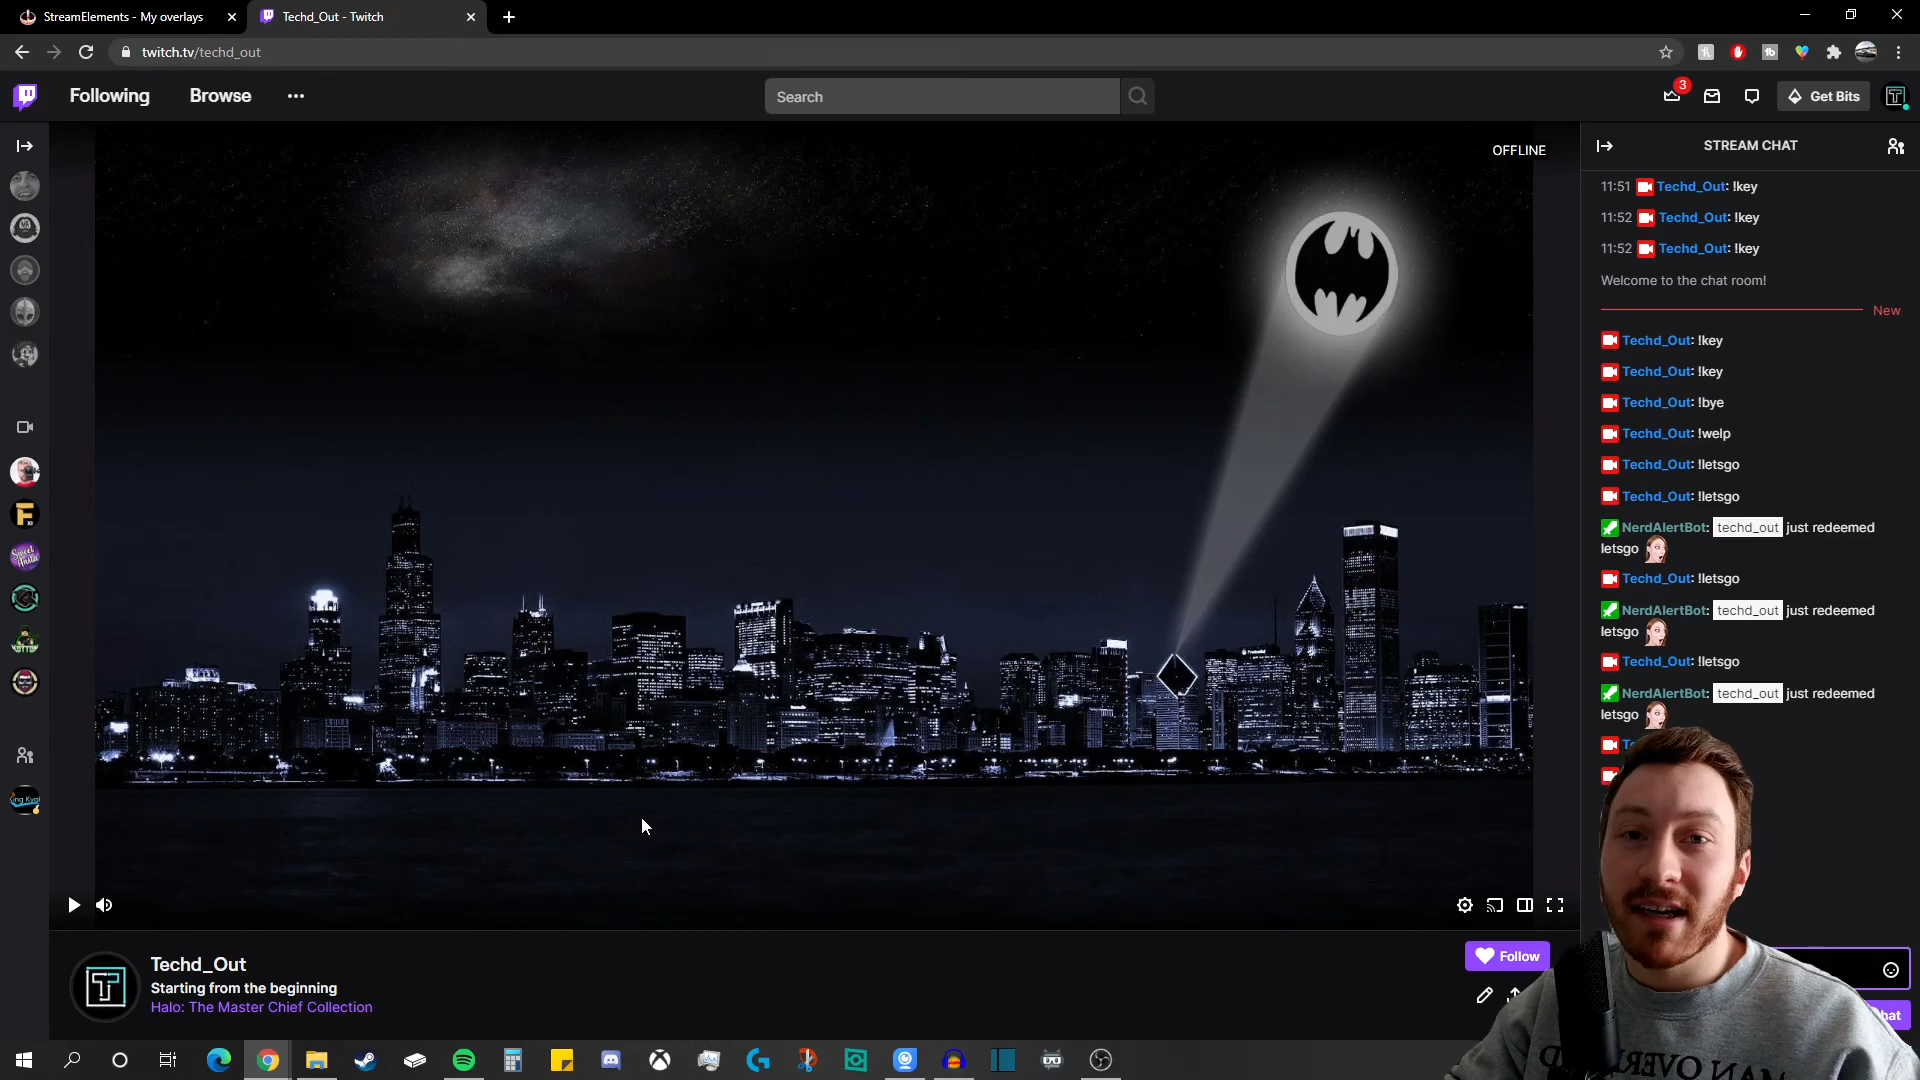 StreamElements - My overlays
Techd_Out - Twitch
twitch.tv/techd_out
Following
Browse
Search
3
Get Bits
OFFLINE
STREAM CHAT
11:51 Techd_Out: !key
11:52 Techd_Out: !key
11:52 Techd_Out: !key
Welcome to the chat room!
New
Techd_Out: !key
Techd_Out: !key
Techd_Out: !bye
Techd_Out: !welp
Techd_Out: !letsgo
Techd_Out: !letsgo
NerdAlertBot: techd_out just redeemed
letsgo
Techd_Out: !letsgo
NerdAlertBot: techd_out just redeemed
letsgo
Techd_Out: !letsgo
NerdAlertBot: techd_out just redeemed
letsgo
Techd_Out
Starting from the beginning
Halo: The Master Chief Collection
Follow